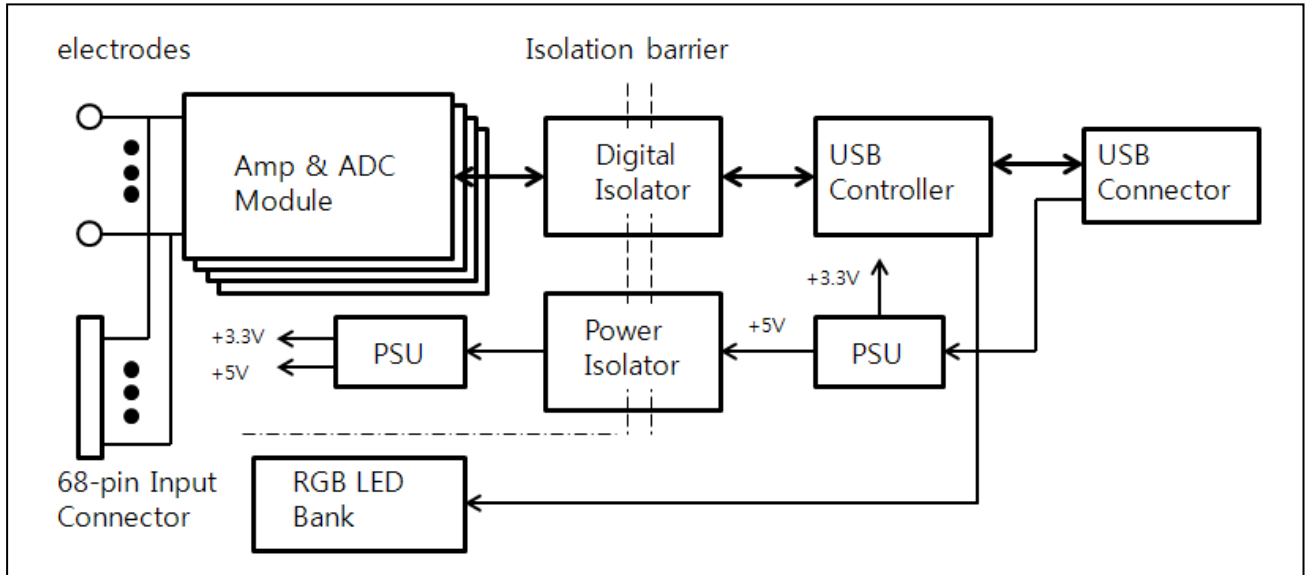 electrodes
Isolation barrier
Amp & ADC
Module
Digital
Isolator
USB
Controller
USB
Connector
+3.3V
+5V
PSU
Power
Isolator
+5V
+3.3V
PSU
68-pin Input
Connector
RGB LED
Bank